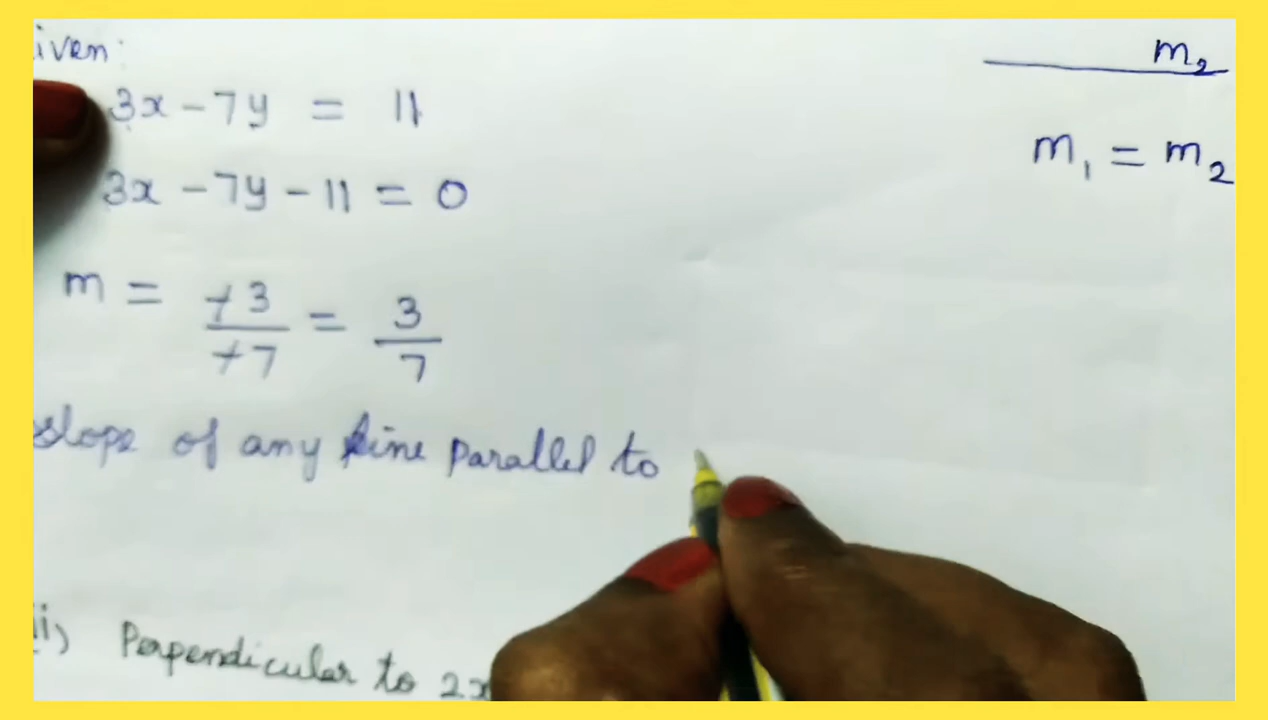 iven:
3x - 7y = 11
3x - 7y - 11 = 0
m = +3/+7 = 3/7
slope of any line parallel to
ii) Perpendicular to 2x
m₂
m₁ = m₂